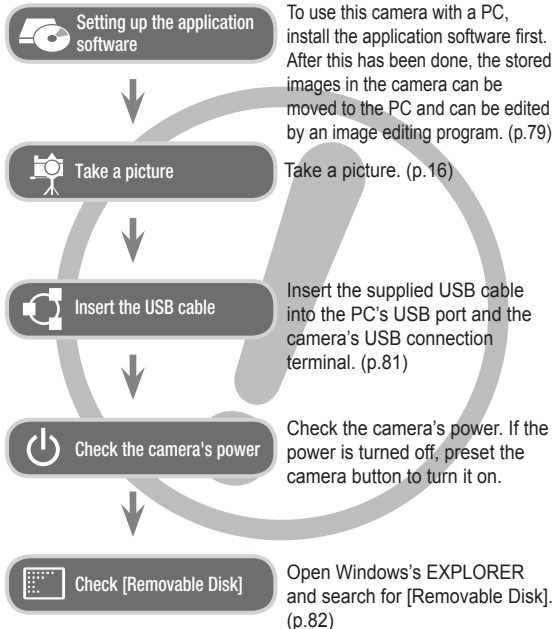 Setting up the application
software
To use this camera with a PC,
install the application software first.
After this has been done, the stored
images in the camera can be
moved to the PC and can be edited
by an image editing program. (p.79)
Take a picture
Take a picture. (p.16)
Insert the USB cable
Insert the supplied USB cable
into the PC's USB port and the
camera's USB connection
terminal. (p.81)
Check the camera's power
Check the camera’s power. If the
power is turned off, preset the
camera button to turn it on.
Check [Removable Disk]
Open Windows’s EXPLORER
and search for [Removable Disk].
(p.82)